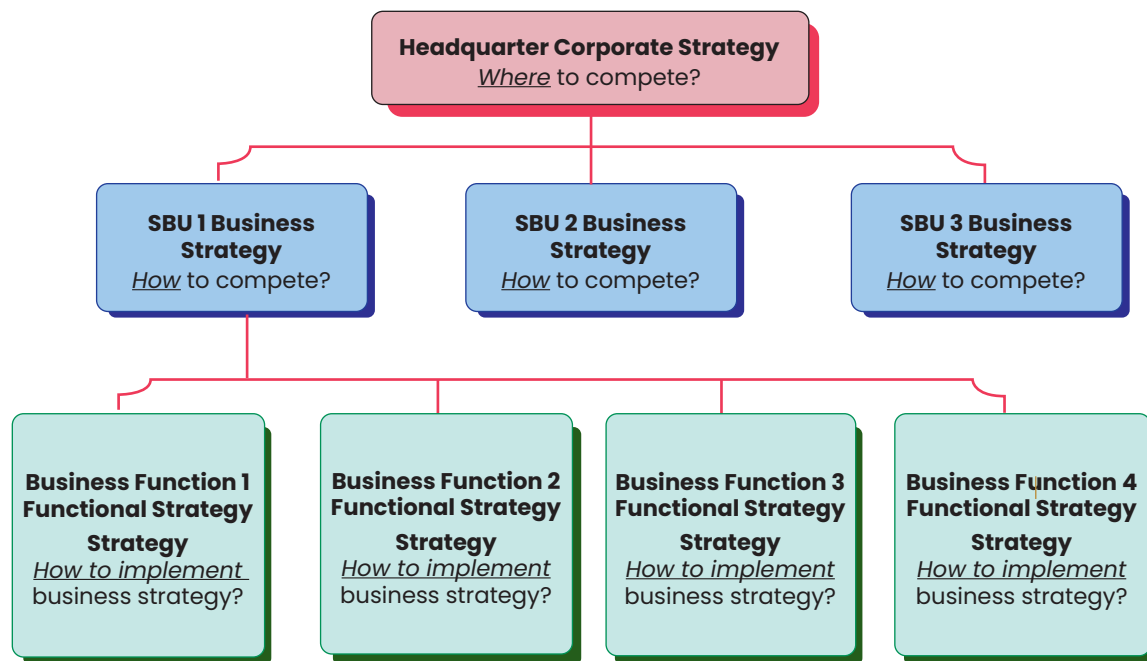 Headquarter Corporate Strategy
Where to compete?
SBU 1 Business
Strategy
How to compete?
SBU 2 Business
Strategy
How to compete?
SBU 3 Business
Strategy
How to compete?
Business Function 1
Functional Strategy
Strategy
How to implement
business strategy?
Business Function 2
Functional Strategy
Strategy
How to implement
business strategy?
Business Function 3
Functional Strategy
Strategy
How to implement
business strategy?
Business Function 4
Functional Strategy
Strategy
How to implement
business strategy?